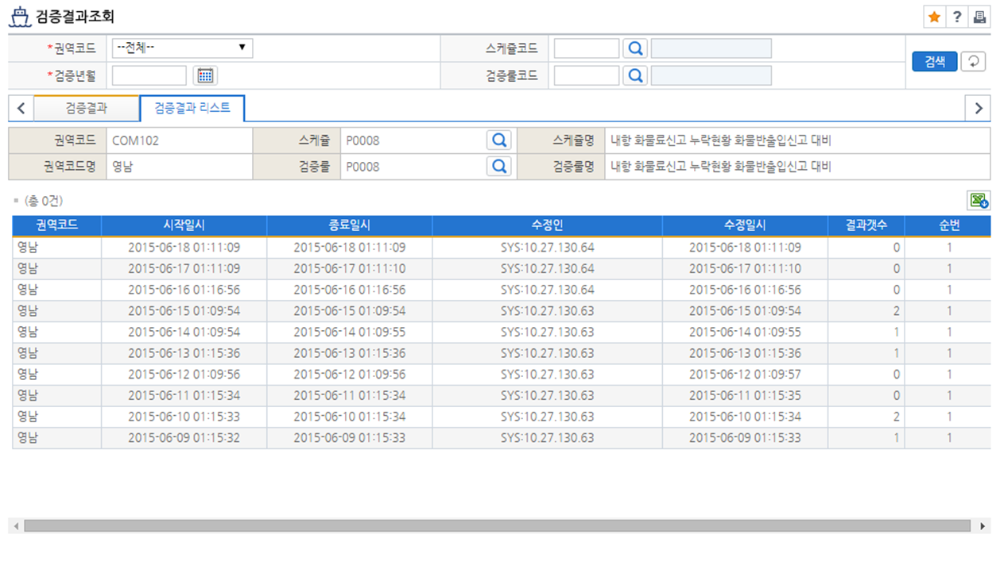 검증결과조회
*권역코드 --전체-- 스케쥴코드
*검증년월 검증룰코드
검색
검증결과 검증결과 리스트
권역코드 COM102 스케쥴 P0008 스케쥴명 내항 화물료신고 누락현황 화물반출입신고 대비
권역코드명 영남 검증룰 P0008 검증룰명 내항 화물료신고 누락현황 화물반출입신고 대비
(총 0건)
권역코드 시작일시 종료일시 수정인 수정일시 결과갯수 순번
영남 2015-06-18 01:11:09 2015-06-18 01:11:09 SYS:10.27.130.64 2015-06-18 01:11:09 0 1
영남 2015-06-17 01:11:09 2015-06-17 01:11:10 SYS:10.27.130.64 2015-06-17 01:11:10 0 1
영남 2015-06-16 01:16:56 2015-06-16 01:16:56 SYS:10.27.130.64 2015-06-16 01:16:56 0 1
영남 2015-06-15 01:09:54 2015-06-15 01:09:54 SYS:10.27.130.63 2015-06-15 01:09:54 2 1
영남 2015-06-14 01:09:54 2015-06-14 01:09:55 SYS:10.27.130.63 2015-06-14 01:09:55 1 1
영남 2015-06-13 01:15:36 2015-06-13 01:15:36 SYS:10.27.130.63 2015-06-13 01:15:36 1 1
영남 2015-06-12 01:09:56 2015-06-12 01:09:56 SYS:10.27.130.63 2015-06-12 01:09:57 0 1
영남 2015-06-11 01:15:34 2015-06-11 01:15:34 SYS:10.27.130.63 2015-06-11 01:15:35 0 1
영남 2015-06-10 01:15:33 2015-06-10 01:15:34 SYS:10.27.130.63 2015-06-10 01:15:34 2 1
영남 2015-06-09 01:15:32 2015-06-09 01:15:33 SYS:10.27.130.63 2015-06-09 01:15:33 1 1